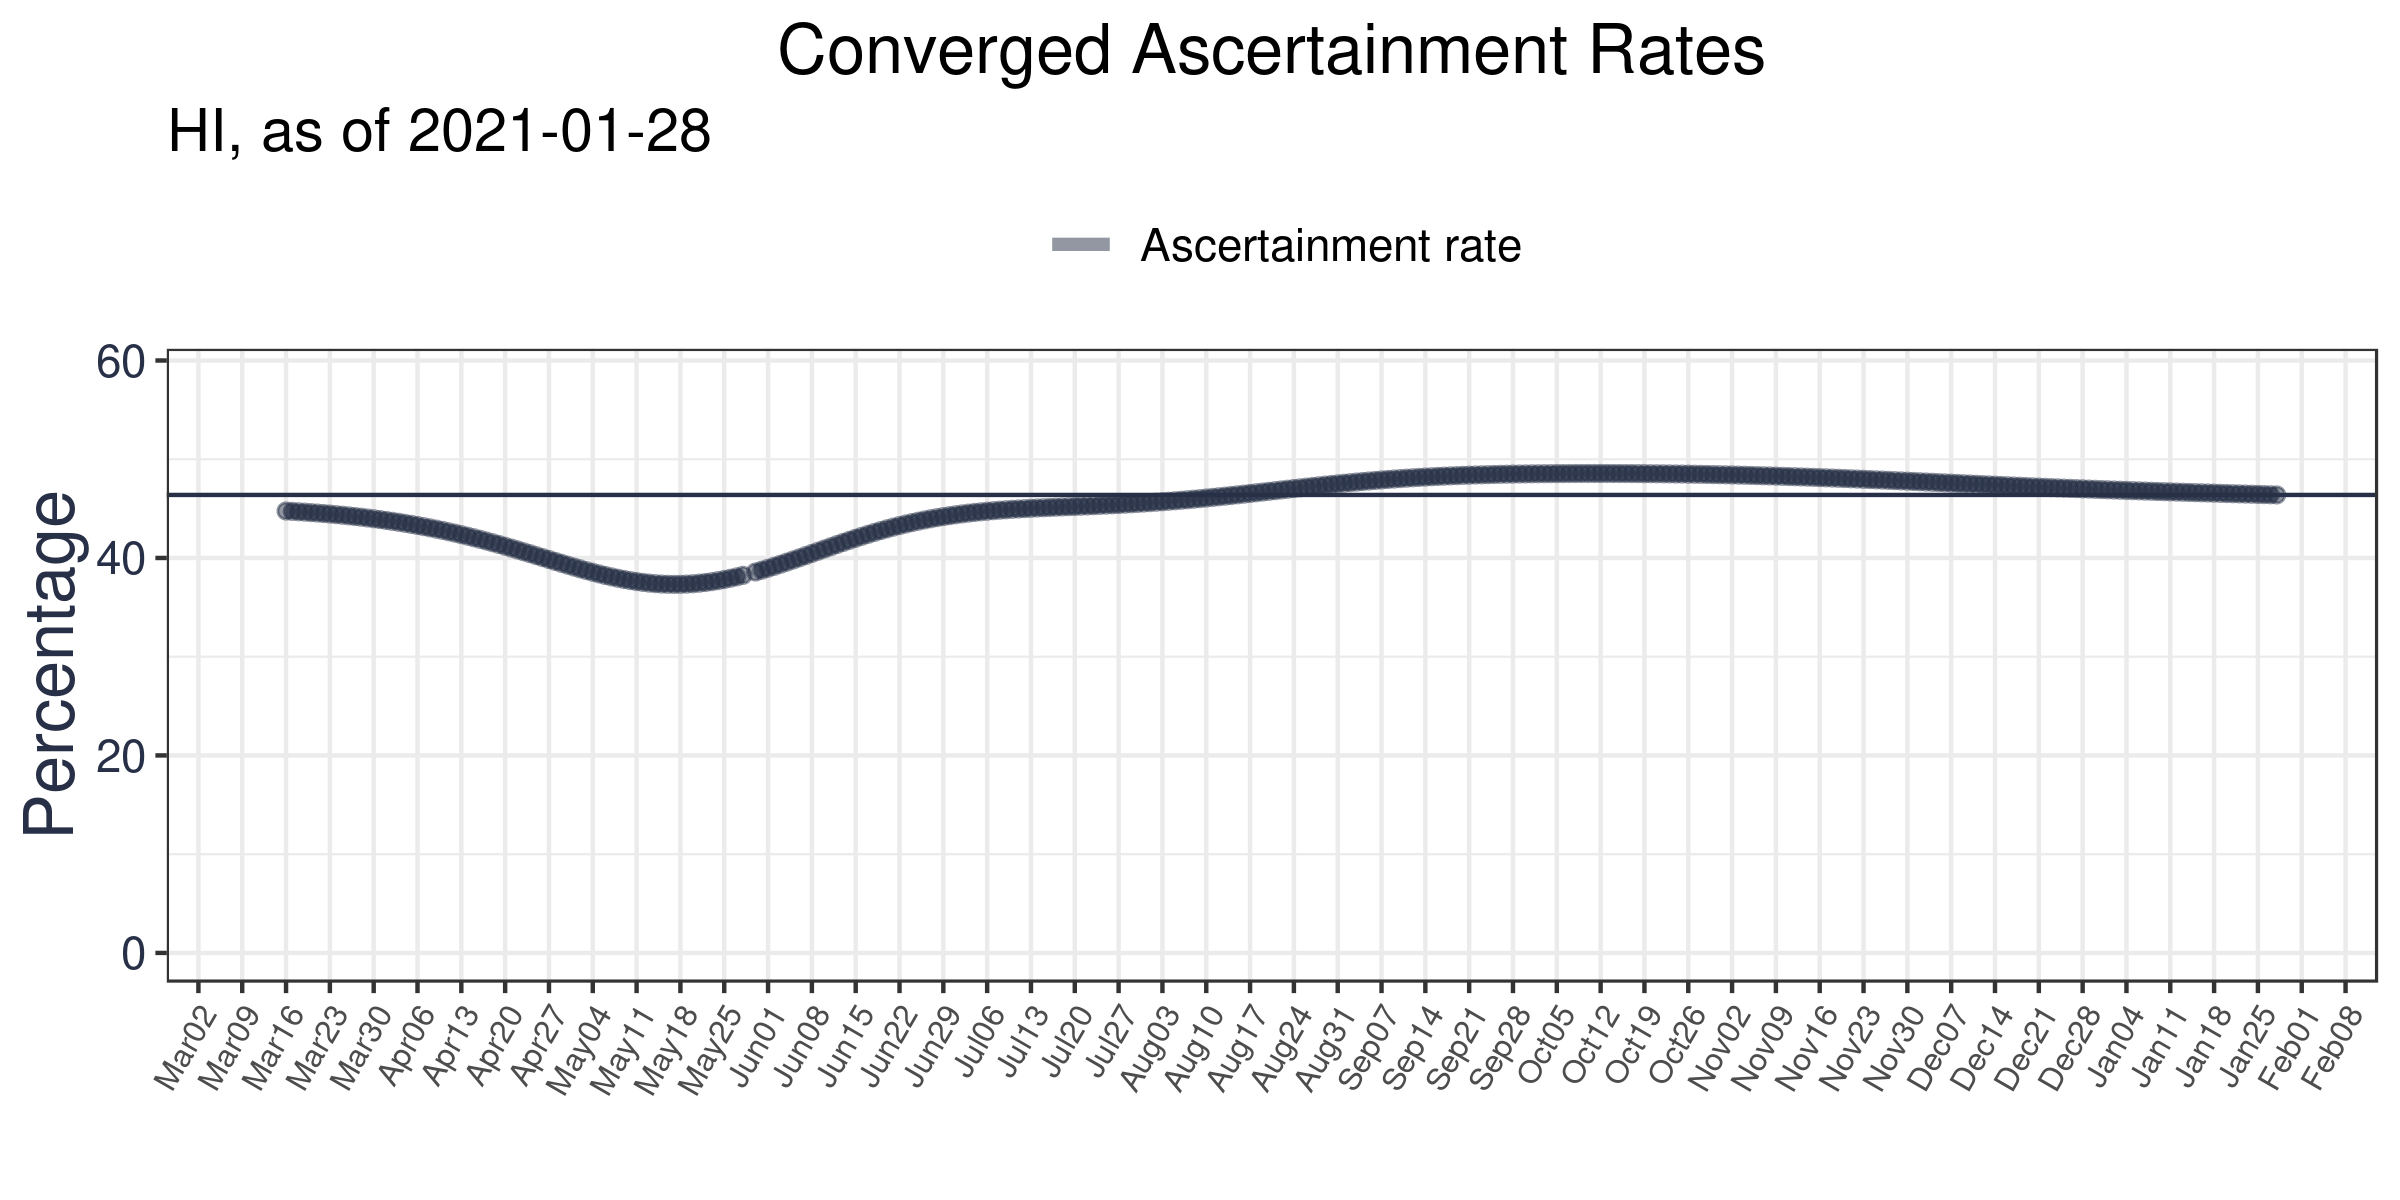 Converged Ascertainment Rates
HI, as of 2021-01-28
Ascertainment rate
Percentage
60
40
20
0
Mar02 Mar09 Mar16 Mar23 Mar30 Apr06 Apr13 Apr20 Apr27 May04 May11 May18 May25 Jun01 Jun08 Jun15 Jun22 Jun29 Jul06 Jul13 Jul20 Jul27 Aug03 Aug10 Aug17 Aug24 Aug31 Sep07 Sep14 Sep21 Sep28 Oct05 Oct12 Oct19 Oct26 Nov02 Nov09 Nov16 Nov23 Nov30 Dec07 Dec14 Dec21 Dec28 Jan04 Jan11 Jan18 Jan25 Feb01 Feb08